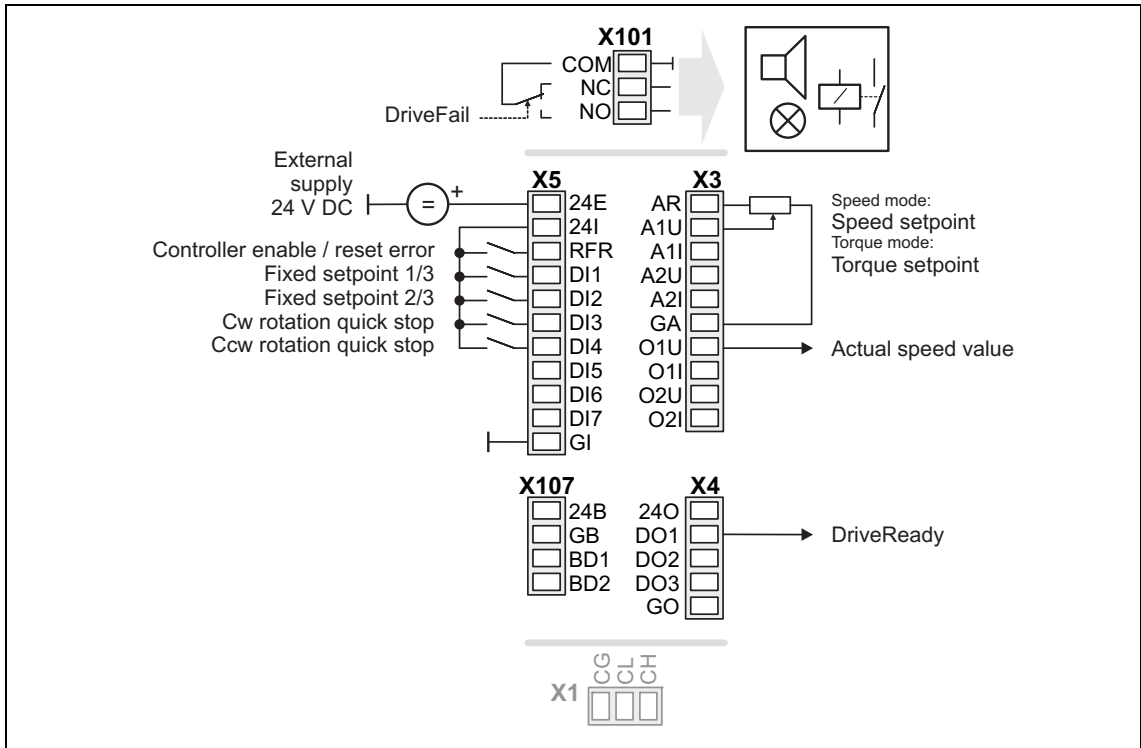 X101
COM
NC
NO
DriveFail
External
supply
24 V DC
=
+
X5
24E
24I
RFR
DI1
DI2
DI3
DI4
DI5
DI6
DI7
GI
Controller enable / reset error
Fixed setpoint 1/3
Fixed setpoint 2/3
Cw rotation quick stop
Ccw rotation quick stop
X3
AR
A1U
A1I
A2U
A2I
GA
O1U
O1I
O2U
O2I
Speed mode:
Speed setpoint
Torque mode:
Torque setpoint
Actual speed value
X107
24B
GB
BD1
BD2
X4
24O
DO1
DO2
DO3
GO
DriveReady
X1
CG
CL
CH